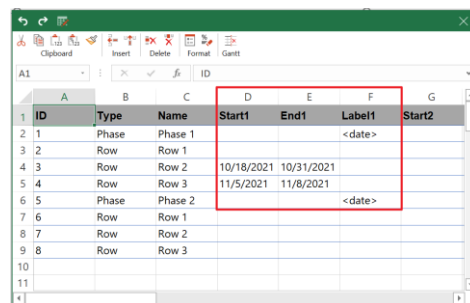 Clipboard Insert Delete Format Gantt
A1 fx ID
A B C D E F G
1 ID Type Name Start1 End1 Label1 Start2
2 1 Phase Phase 1 <date>
3 2 Row Row 1
4 3 Row Row 2 10/18/2021 10/31/2021
5 4 Row Row 3 11/5/2021 11/8/2021
6 5 Phase Phase 2 <date>
7 6 Row Row 1
8 7 Row Row 2
9 8 Row Row 3
10
11